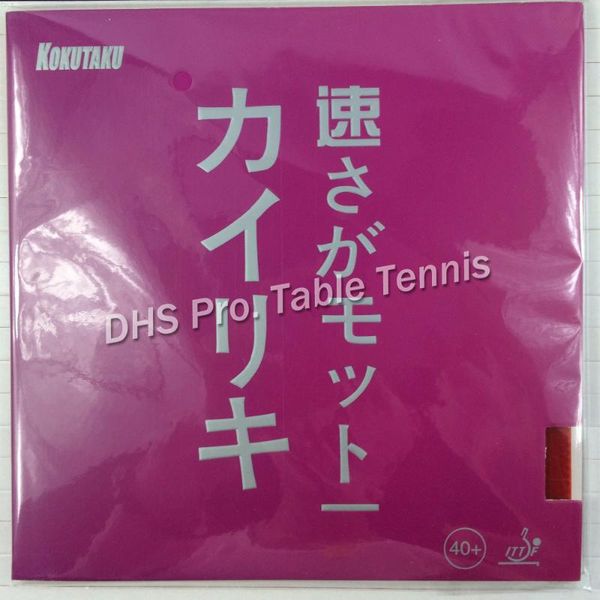 KOKUTAKU
速さがモットー
カイリキ
DHS Pro. Table Tennis
40+
ITTF